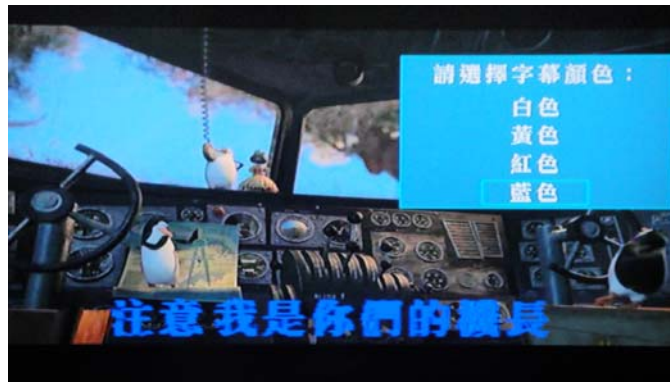 請選擇字幕顏色：
白色
黃色
紅色
藍色
注意我是你們的機長